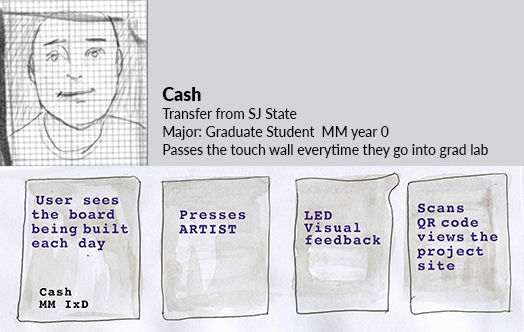 Cash
Transfer from SJ State
Major: Graduate Student MM year 0
Passes the touch wall everytime they go into grad lab
User sees
the board
being built
each day
Cash
MM IxD
Presses
ARTIST
LED
Visual
feedback
Scans
QR code
views the
project
site